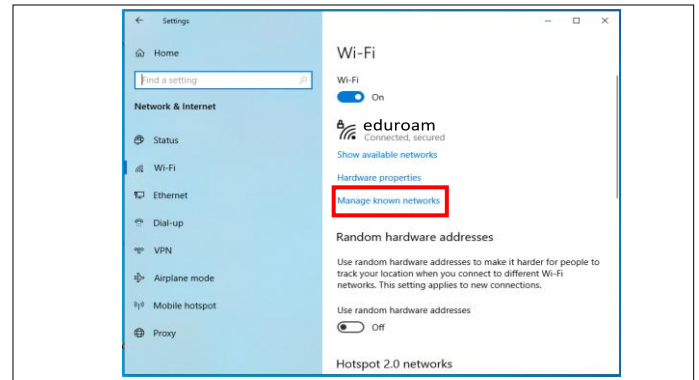 Settings
Home
Find a setting
Network & Internet
Status
Wi-Fi
Ethernet
Dial-up
VPN
Airplane mode
Mobile hotspot
Proxy
Wi-Fi
Wi-Fi
On
eduroam
Connected, secured
Show available networks
Hardware properties
Manage known networks
Random hardware addresses
Use random hardware addresses to make it harder for people to
track your location when you connect to different Wi-Fi
networks. This setting applies to new connections.
Use random hardware addresses
Off
Hotspot 2.0 networks